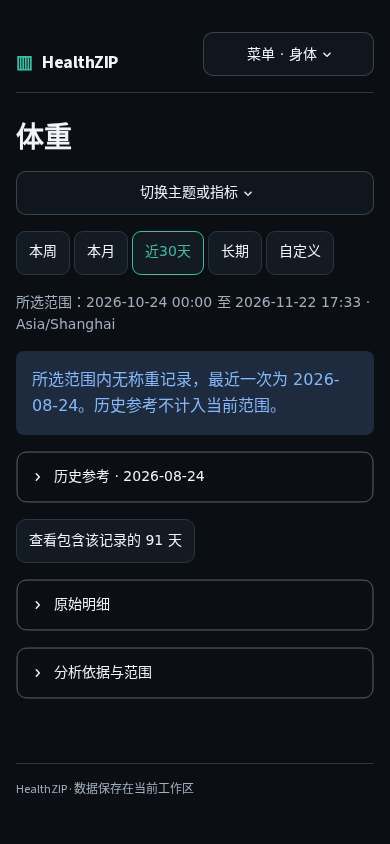 HealthZIP
菜单 · 身体
体重
切换主题或指标
本周 本月 近30天 长期 自定义
所选范围：2026-10-24 00:00 至 2026-11-22 17:33 ·
Asia/Shanghai
所选范围内无称重记录，最近一次为 2026-
08-24。历史参考不计入当前范围。
历史参考 · 2026-08-24
查看包含该记录的 91 天
原始明细
分析依据与范围
HealthZIP · 数据保存在当前工作区